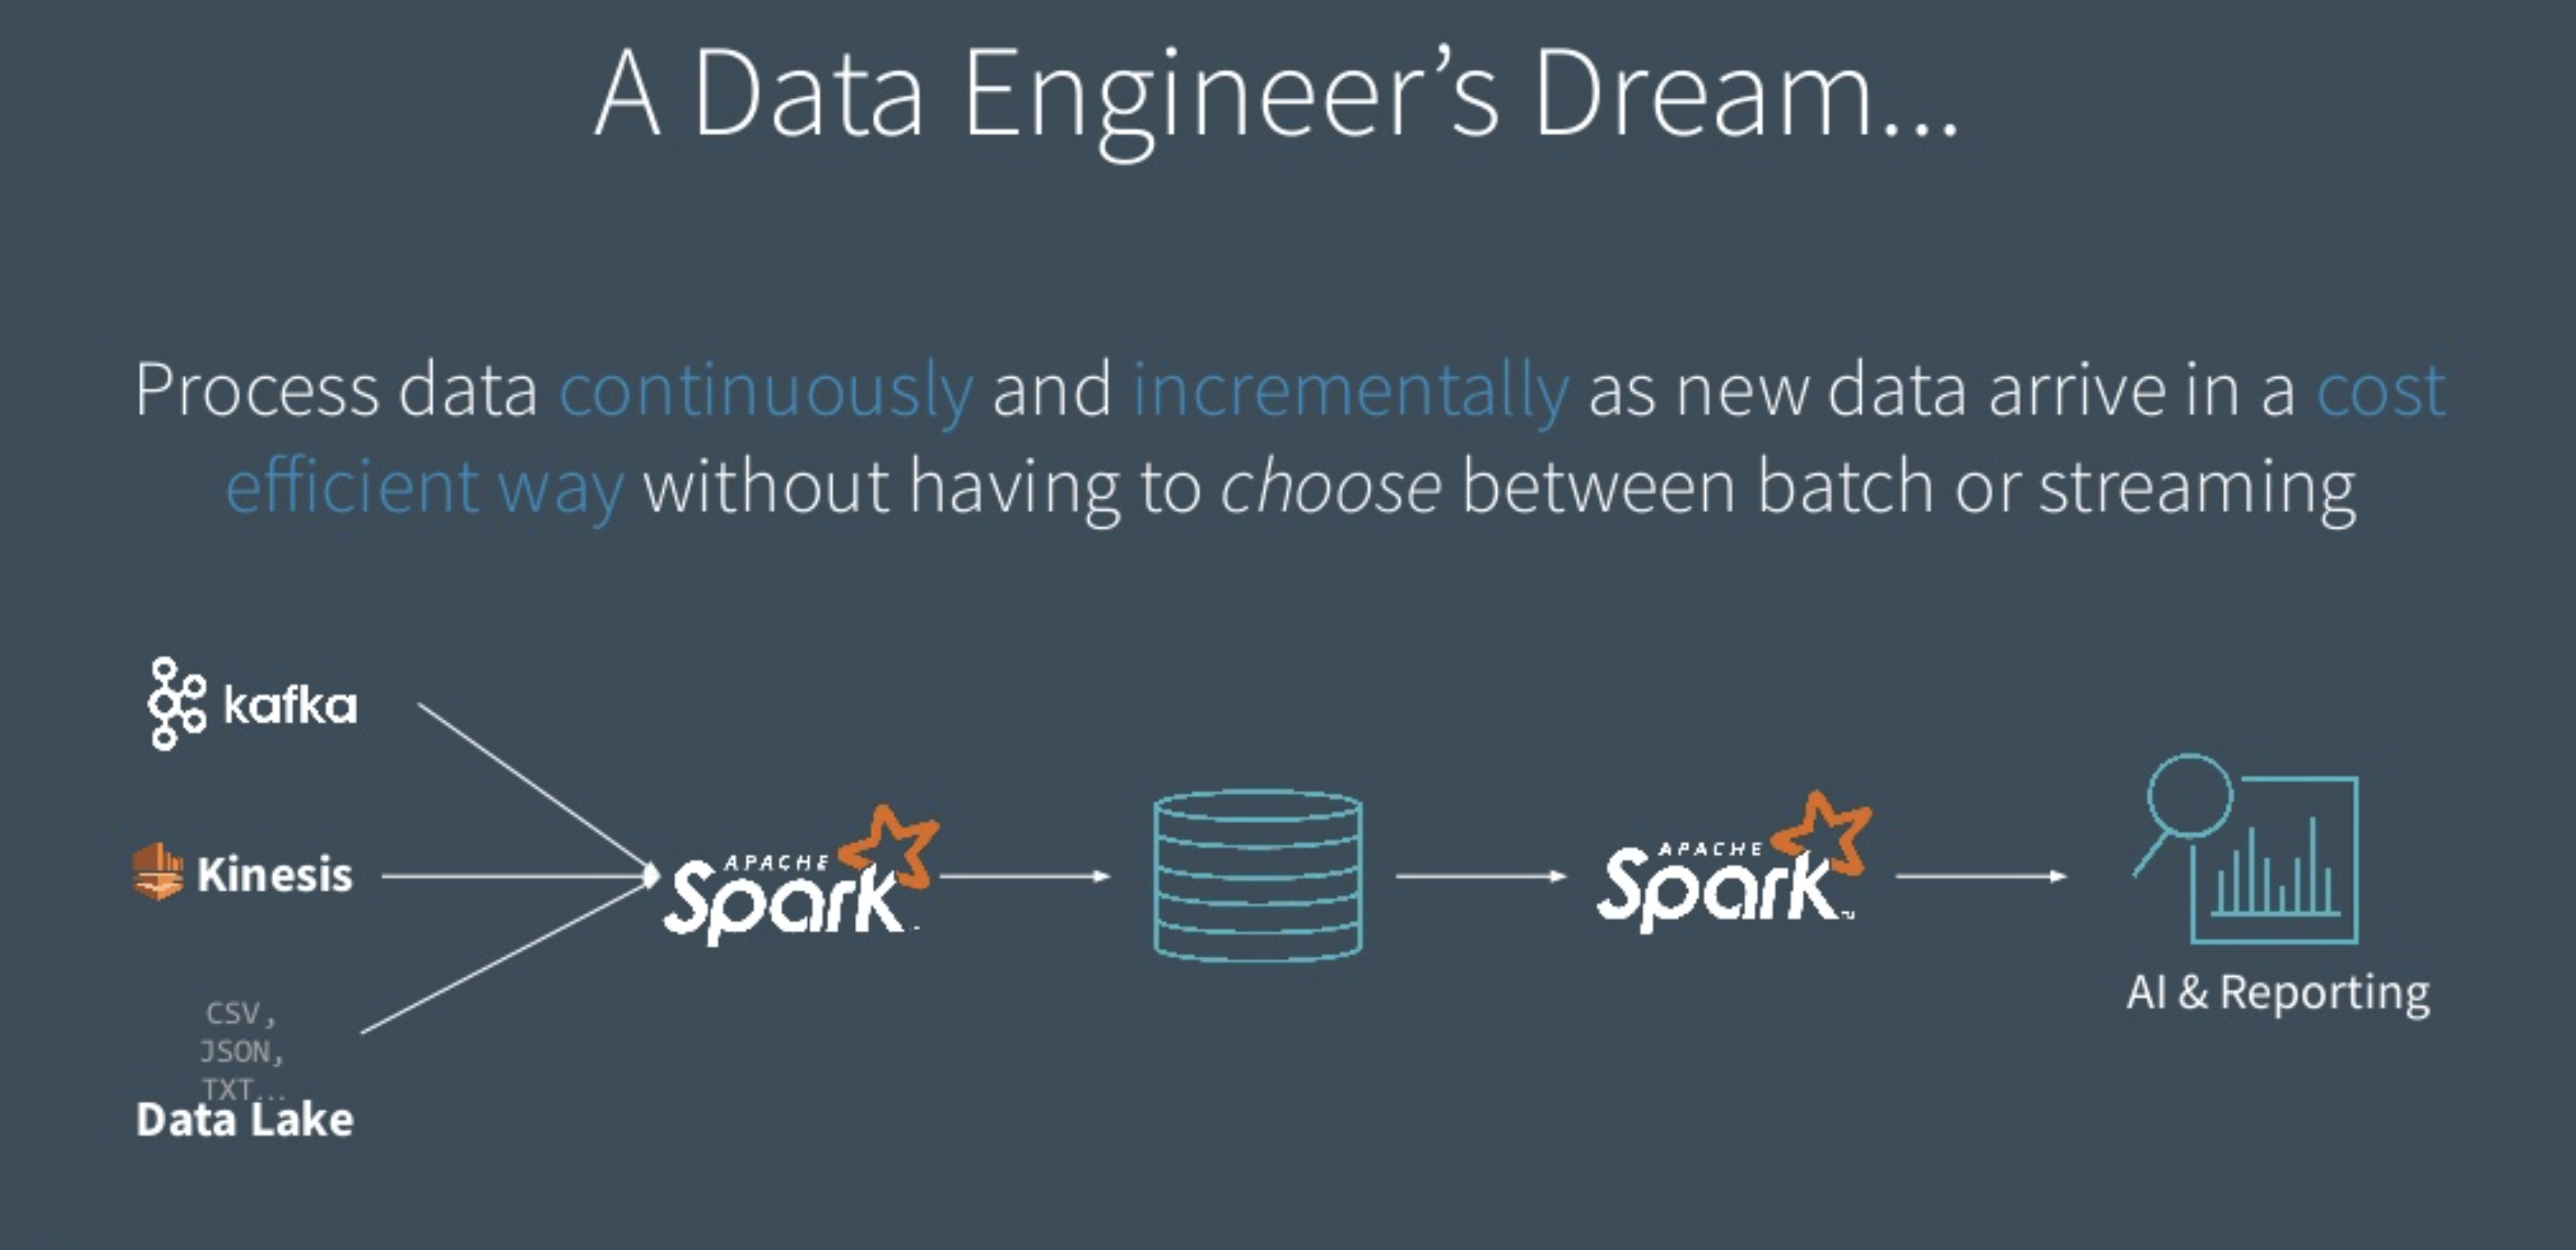 A Data Engineer’s Dream...
Process data continuously and incrementally as new data arrive in a cost
efficient way without having to choose between batch or streaming
kafka
Kinesis
CSV,
JSON,
TXT...
Data Lake
APACHE
Spark
APACHE
Spark™
AI & Reporting